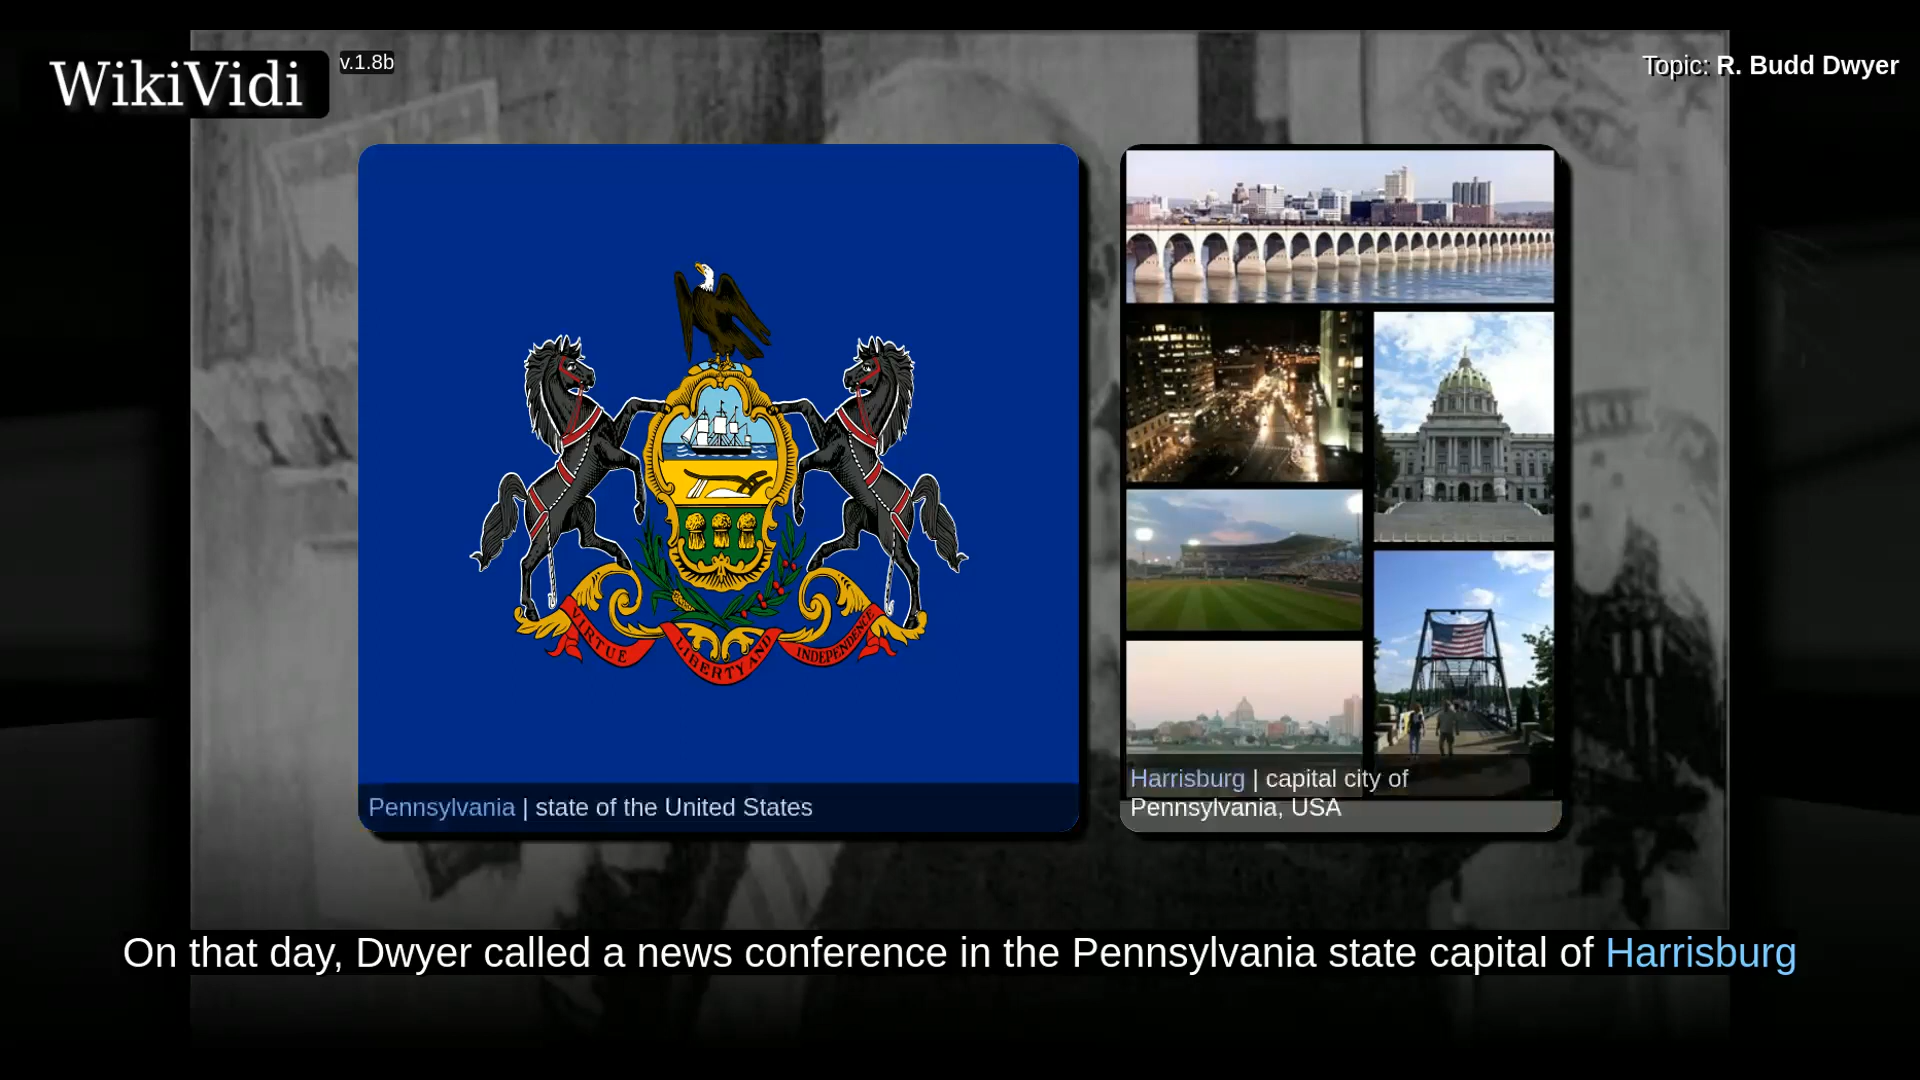 WikiVidi
v.1.8b
Topic: R. Budd Dwyer
VIRTUE
LIBERTY AND
INDEPENDENCE
Pennsylvania | state of the United States
Harrisburg | capital city of
Pennsylvania, USA
On that day, Dwyer called a news conference in the Pennsylvania state capital of Harrisburg